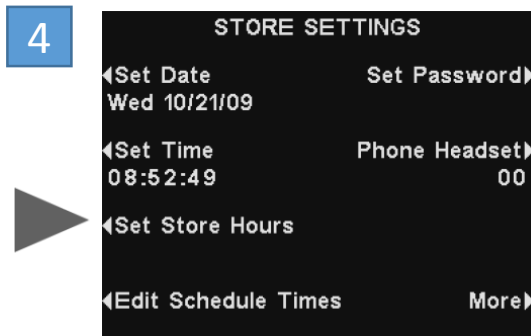 4
STORE SETTINGS
Set Date Set Password
Wed 10/21/09
Set Time Phone Headset
08:52:49 00
Set Store Hours
Edit Schedule Times More